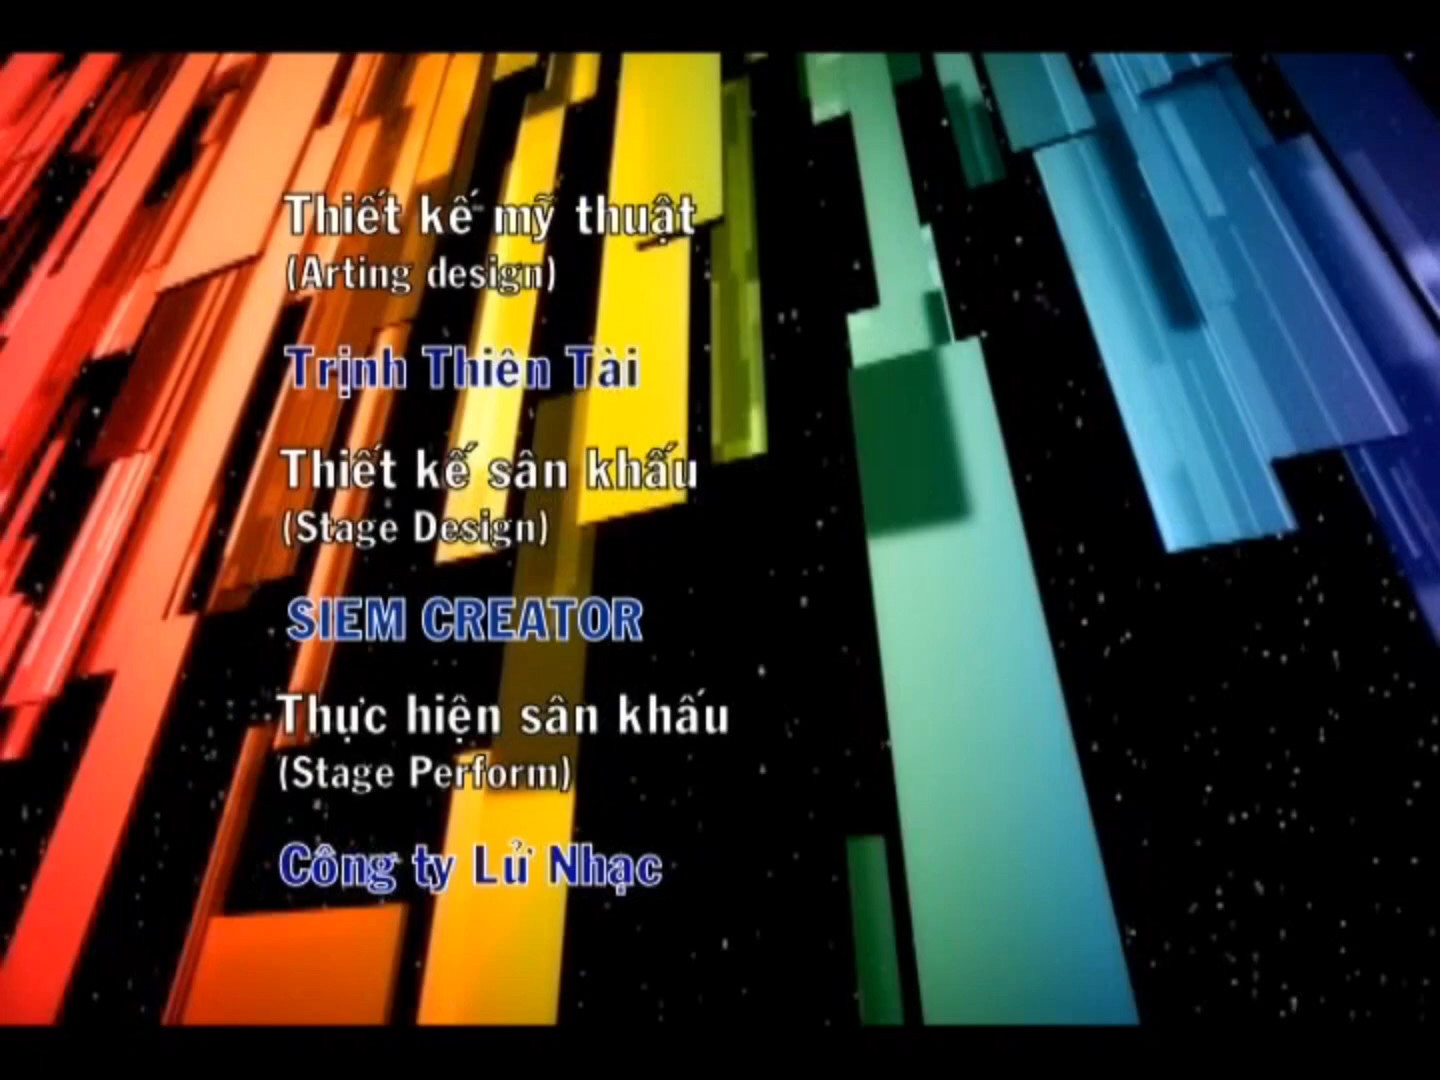 Thiết kế mỹ thuật
(Arting design)
Trịnh Thiên Tài
Thiết kế sân khấu
(Stage Design)
SIEM CREATOR
Thực hiện sân khấu
(Stage Perform)
Công ty Lử Nhạc